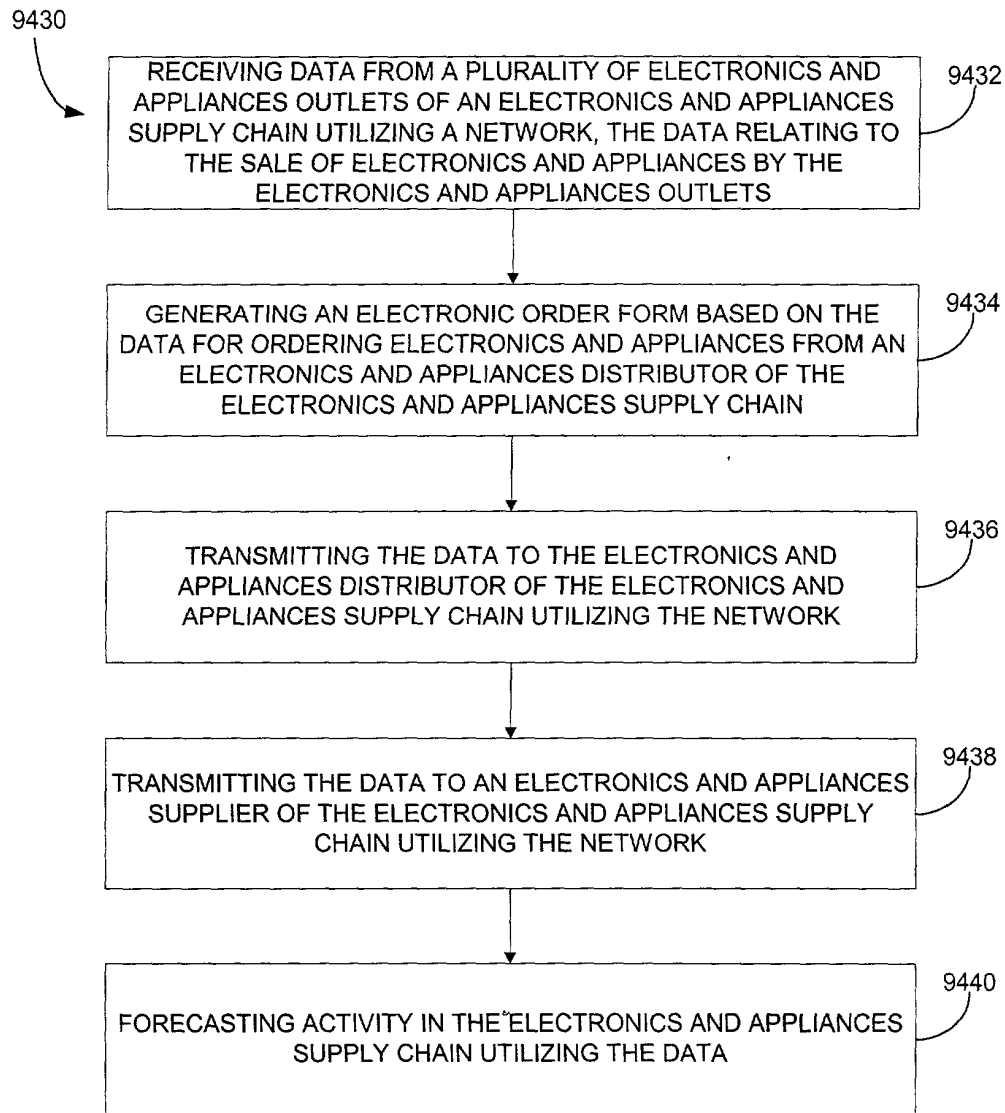 9430
RECEIVING DATA FROM A PLURALITY OF ELECTRONICS AND
APPLIANCES OUTLETS OF AN ELECTRONICS AND APPLIANCES
SUPPLY CHAIN UTILIZING A NETWORK, THE DATA RELATING TO
THE SALE OF ELECTRONICS AND APPLIANCES BY THE
ELECTRONICS AND APPLIANCES OUTLETS
9432
GENERATING AN ELECTRONIC ORDER FORM BASED ON THE
DATA FOR ORDERING ELECTRONICS AND APPLIANCES FROM AN
ELECTRONICS AND APPLIANCES DISTRIBUTOR OF THE
ELECTRONICS AND APPLIANCES SUPPLY CHAIN
9434
TRANSMITTING THE DATA TO THE ELECTRONICS AND
APPLIANCES DISTRIBUTOR OF THE ELECTRONICS AND
APPLIANCES SUPPLY CHAIN UTILIZING THE NETWORK
9436
TRANSMITTING THE DATA TO AN ELECTRONICS AND APPLIANCES
SUPPLIER OF THE ELECTRONICS AND APPLIANCES SUPPLY
CHAIN UTILIZING THE NETWORK
9438
FORECASTING ACTIVITY IN THE ELECTRONICS AND APPLIANCES
SUPPLY CHAIN UTILIZING THE DATA
9440